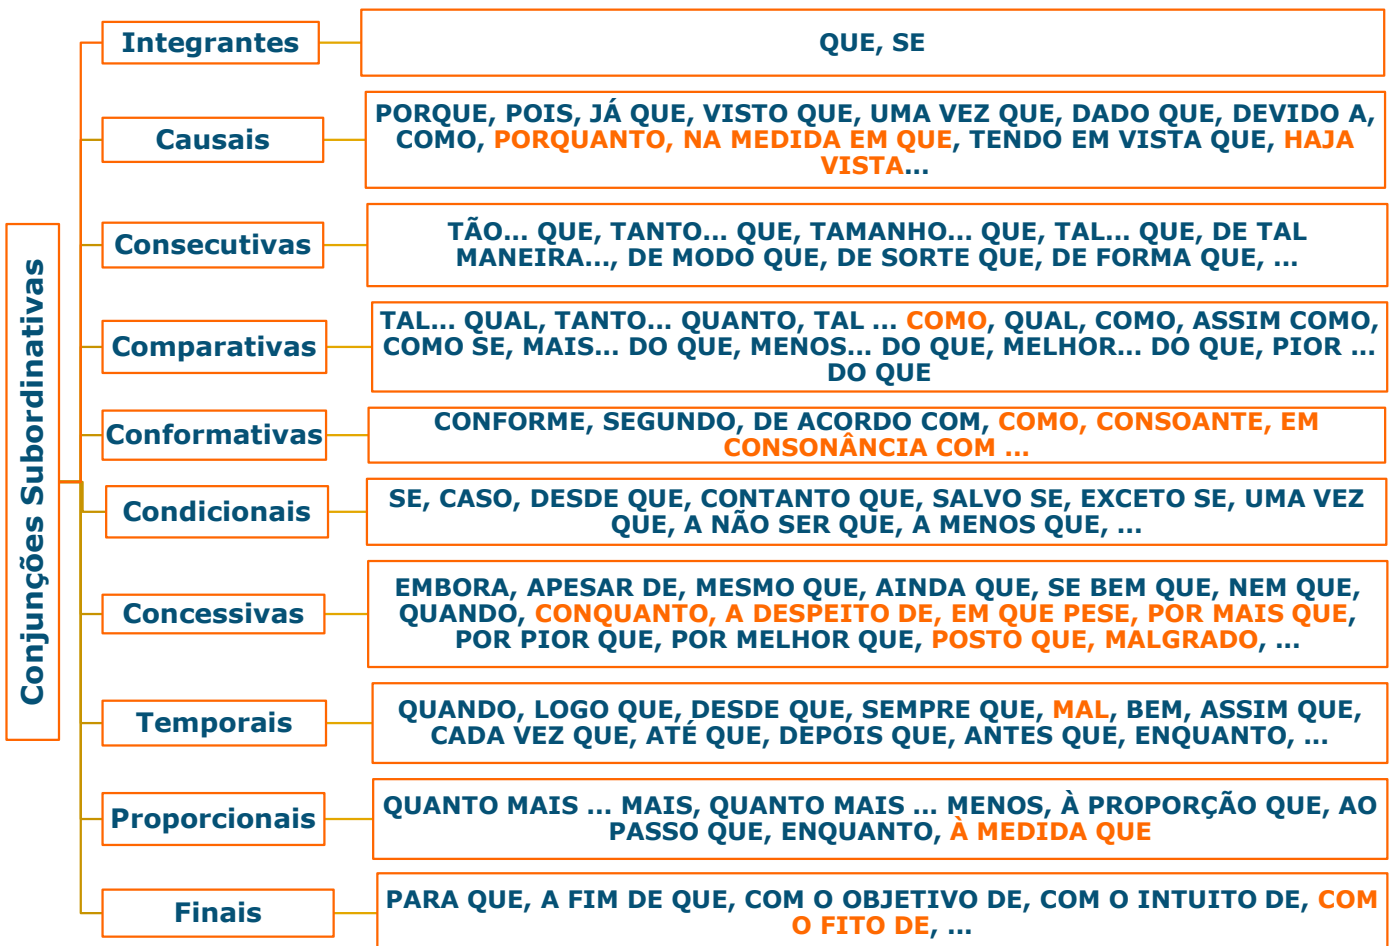 Conjunções Subordinativas
Integrantes
QUE, SE
Causais
PORQUE, POIS, JÁ QUE, VISTO QUE, UMA VEZ QUE, DADO QUE, DEVIDO A,
COMO, PORQUANTO, NA MEDIDA EM QUE, TENDO EM VISTA QUE, HAJA
VISTA...
Consecutivas
TÃO... QUE, TANTO... QUE, TAMANHO... QUE, TAL... QUE, DE TAL
MANEIRA..., DE MODO QUE, DE SORTE QUE, DE FORMA QUE, ...
Comparativas
TAL... QUAL, TANTO... QUANTO, TAL ... COMO, QUAL, COMO, ASSIM COMO,
COMO SE, MAIS... DO QUE, MENOS... DO QUE, MELHOR... DO QUE, PIOR ...
DO QUE
Conformativas
CONFORME, SEGUNDO, DE ACORDO COM, COMO, CONSOANTE, EM
CONSONÂNCIA COM ...
Condicionais
SE, CASO, DESDE QUE, CONTANTO QUE, SALVO SE, EXCETO SE, UMA VEZ
QUE, A NÃO SER QUE, A MENOS QUE, ...
Concessivas
EMBORA, APESAR DE, MESMO QUE, AINDA QUE, SE BEM QUE, NEM QUE,
QUANDO, CONQUANTO, A DESPEITO DE, EM QUE PESE, POR MAIS QUE,
POR PIOR QUE, POR MELHOR QUE, POSTO QUE, MALGRADO, ...
Temporais
QUANDO, LOGO QUE, DESDE QUE, SEMPRE QUE, MAL, BEM, ASSIM QUE,
CADA VEZ QUE, ATÉ QUE, DEPOIS QUE, ANTES QUE, ENQUANTO, ...
Proporcionais
QUANTO MAIS ... MAIS, QUANTO MAIS ... MENOS, À PROPORÇÃO QUE, AO
PASSO QUE, ENQUANTO, À MEDIDA QUE
Finais
PARA QUE, A FIM DE QUE, COM O OBJETIVO DE, COM O INTUITO DE, COM
O FITO DE, ...